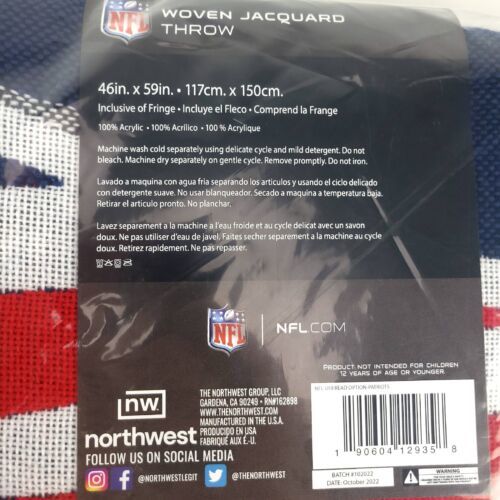 NFL
WOVEN JACQUARD
THROW
46in. x 59in. • 117cm. x 150cm.
Inclusive of Fringe • Incluye el Fleco • Comprend la Frange
100% Acrylic • 100% Acrílico • 100 % Acrylique
Machine wash cold separately using delicate cycle and mild detergent. Do not
bleach. Machine dry separately on gentle cycle. Remove promptly. Do not iron.
Lavado a maquina con agua fria separando los articulos y usando el ciclo delicado
con detergente suave. No usar blanqueador. Secado a maquina a temperatura baja.
Retirar el artículo pronto. No planchar.
Lavez separement a la machine a l'eau froide et au cycle delicat avec un savon
doux. Ne pas utiliser d'eau de javel. Faites secher separement a la machine au cycle
doux. Retirez rapidement. Ne pas repasser.
NFL
NFL.COM
PRODUCT NOT INTENDED FOR CHILDREN
12 YEARS OF AGE OR YOUNGER.
nw
northwest
THE NORTHWEST GROUP, LLC
GARDENA, CA 90249 • RN#162898
WWW.THENORTHWEST.COM
MADE IN U.S.A.
PRODUCIDO EN USA
FABRIQUÉ AUX É.-U.
FOLLOW US ON SOCIAL MEDIA
@NORTHWESTLEGIT
@THENORTHWEST
1 90604 12935 8
BATCH #102022
DATE: October 2022
WARNING